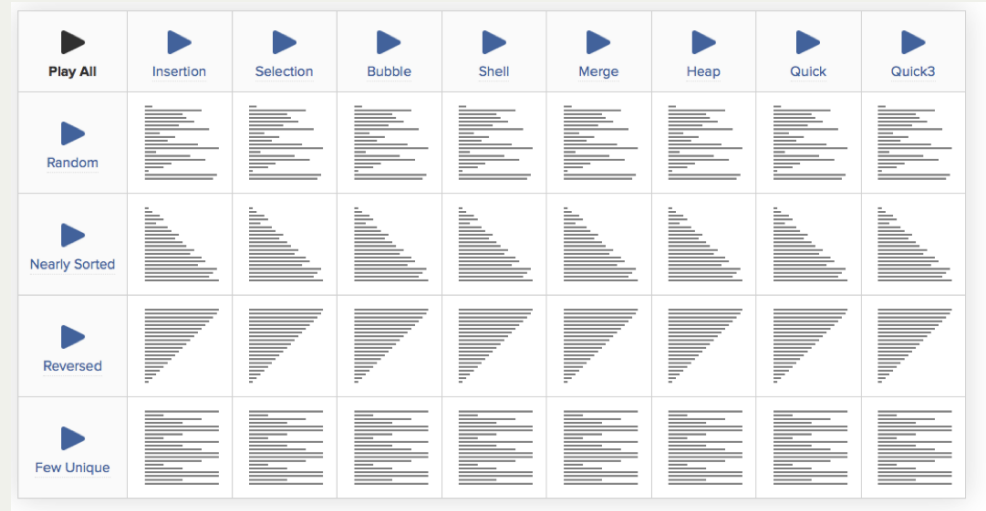 Play All
Insertion
Selection
Bubble
Shell
Merge
Heap
Quick
Quick3
Random
Nearly Sorted
Reversed
Few Unique